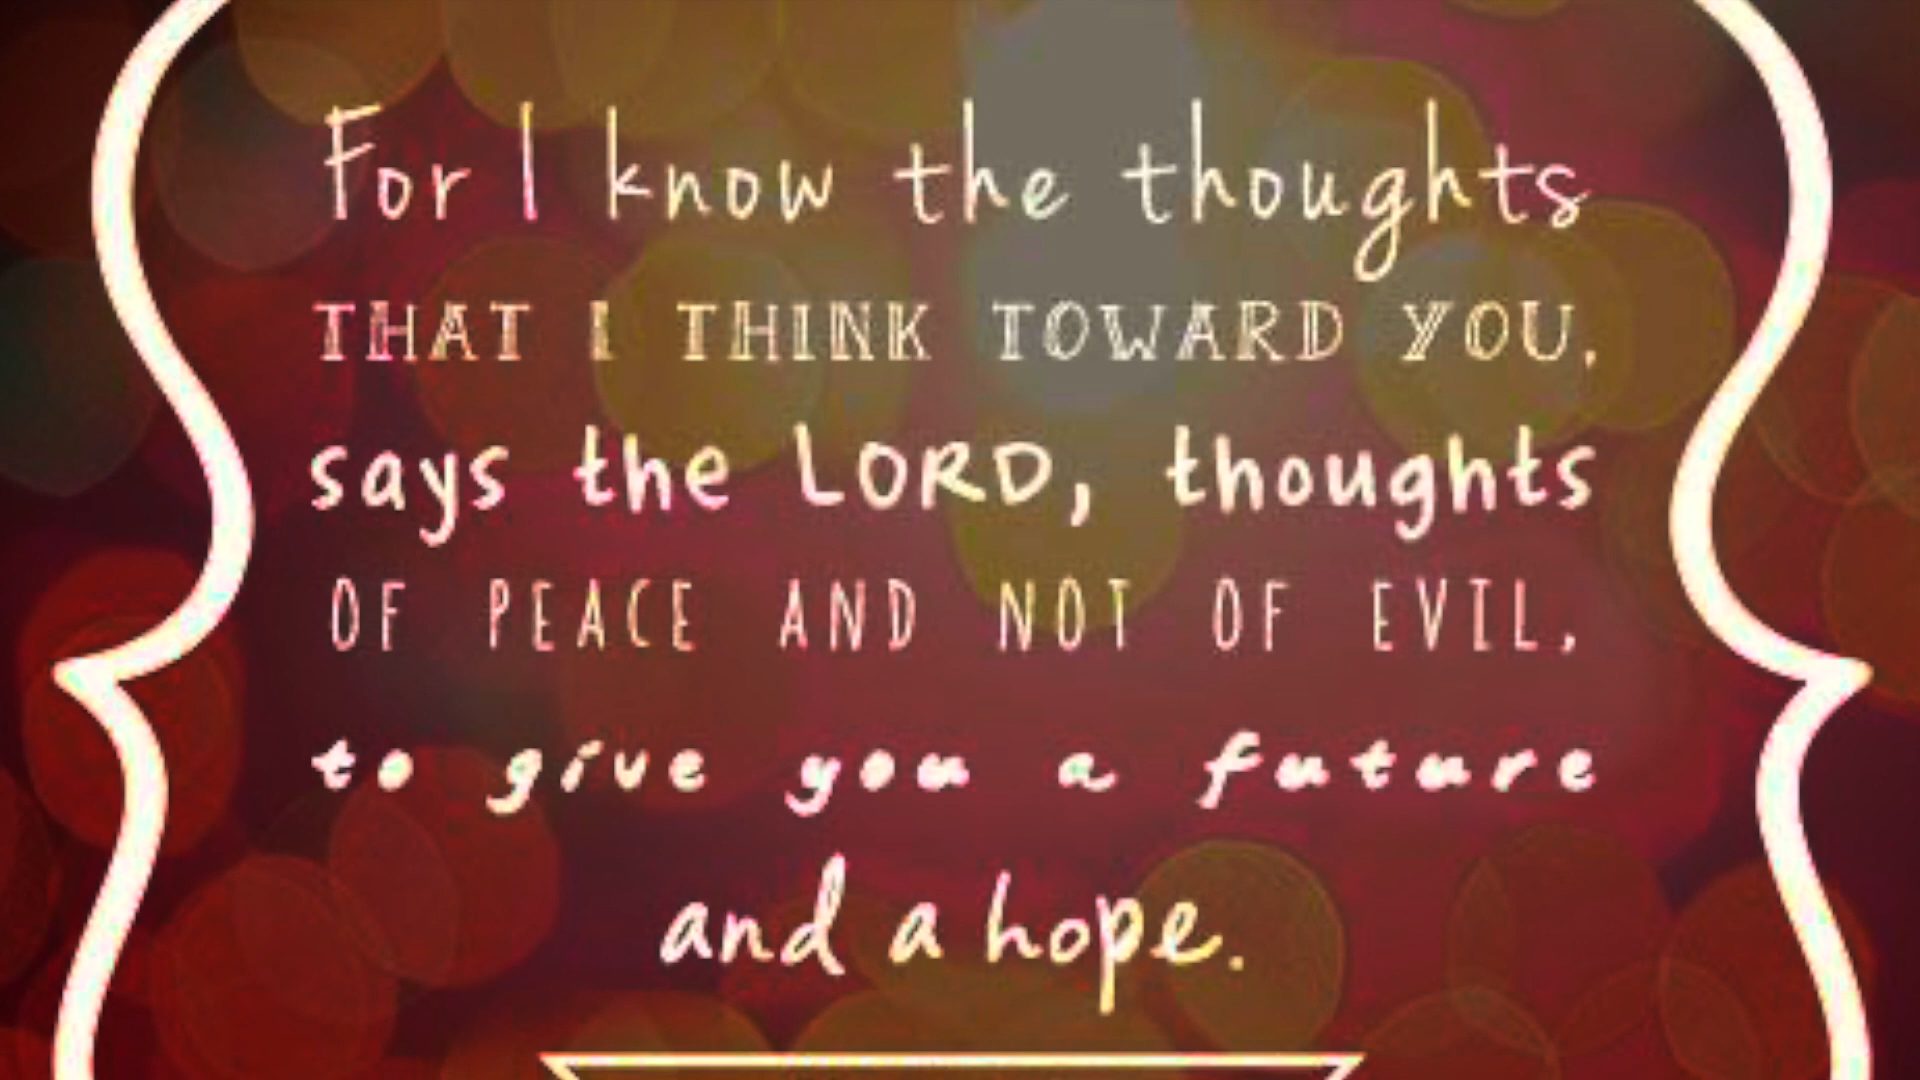 For I know the thoughts
THAT I THINK TOWARD YOU,
says the LORD, thoughts
OF PEACE AND NOT OF EVIL,
to give you a future
and a hope.